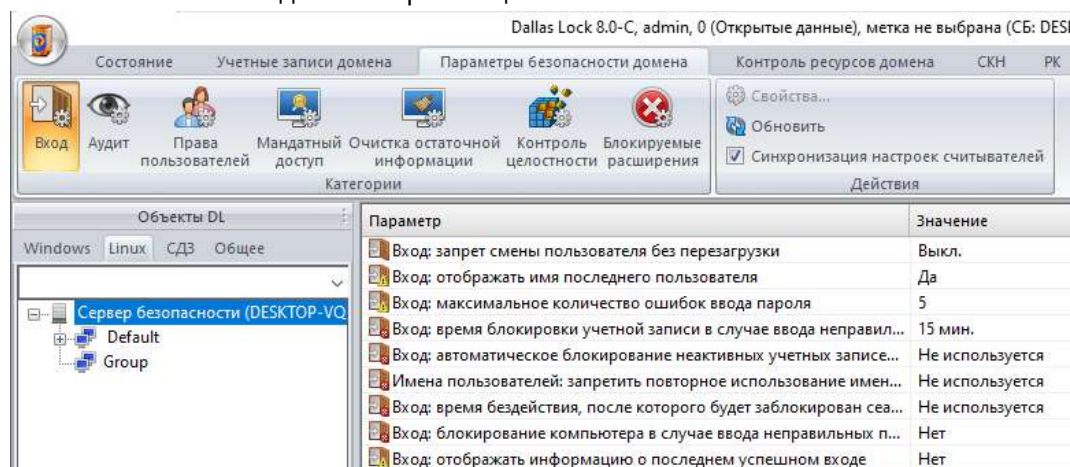 Dallas Lock 8.0-C, admin, 0 (Открытые данные), метка не выбрана (СБ: DESI
Состояние Учетные записи домена Параметры безопасности домена Контроль ресурсов домена СКН РК
Вход Аудит Права пользователей Мандатный доступ Очистка остаточной информации Контроль целостности Блокируемые расширения
Категории
Свойства...
Обновить
Синхронизация настроек считывателей
Действия
Объекты DL
Windows Linux СДЗ Общее
Сервер безопасности (DESKTOP-VQ
Default
Group
Параметр Значение
Вход: запрет смены пользователя без перезагрузки Выкл.
Вход: отображать имя последнего пользователя Да
Вход: максимальное количество ошибок ввода пароля 5
Вход: время блокировки учетной записи в случае ввода неправил... 15 мин.
Вход: автоматическое блокирование неактивных учетных записе... Не используется
Имена пользователей: запретить повторное использование имен... Не используется
Вход: время бездействия, после которого будет заблокирован сеа... Не используется
Вход: блокирование компьютера в случае ввода неправильных п... Нет
Вход: отображать информацию о последнем успешном входе Нет